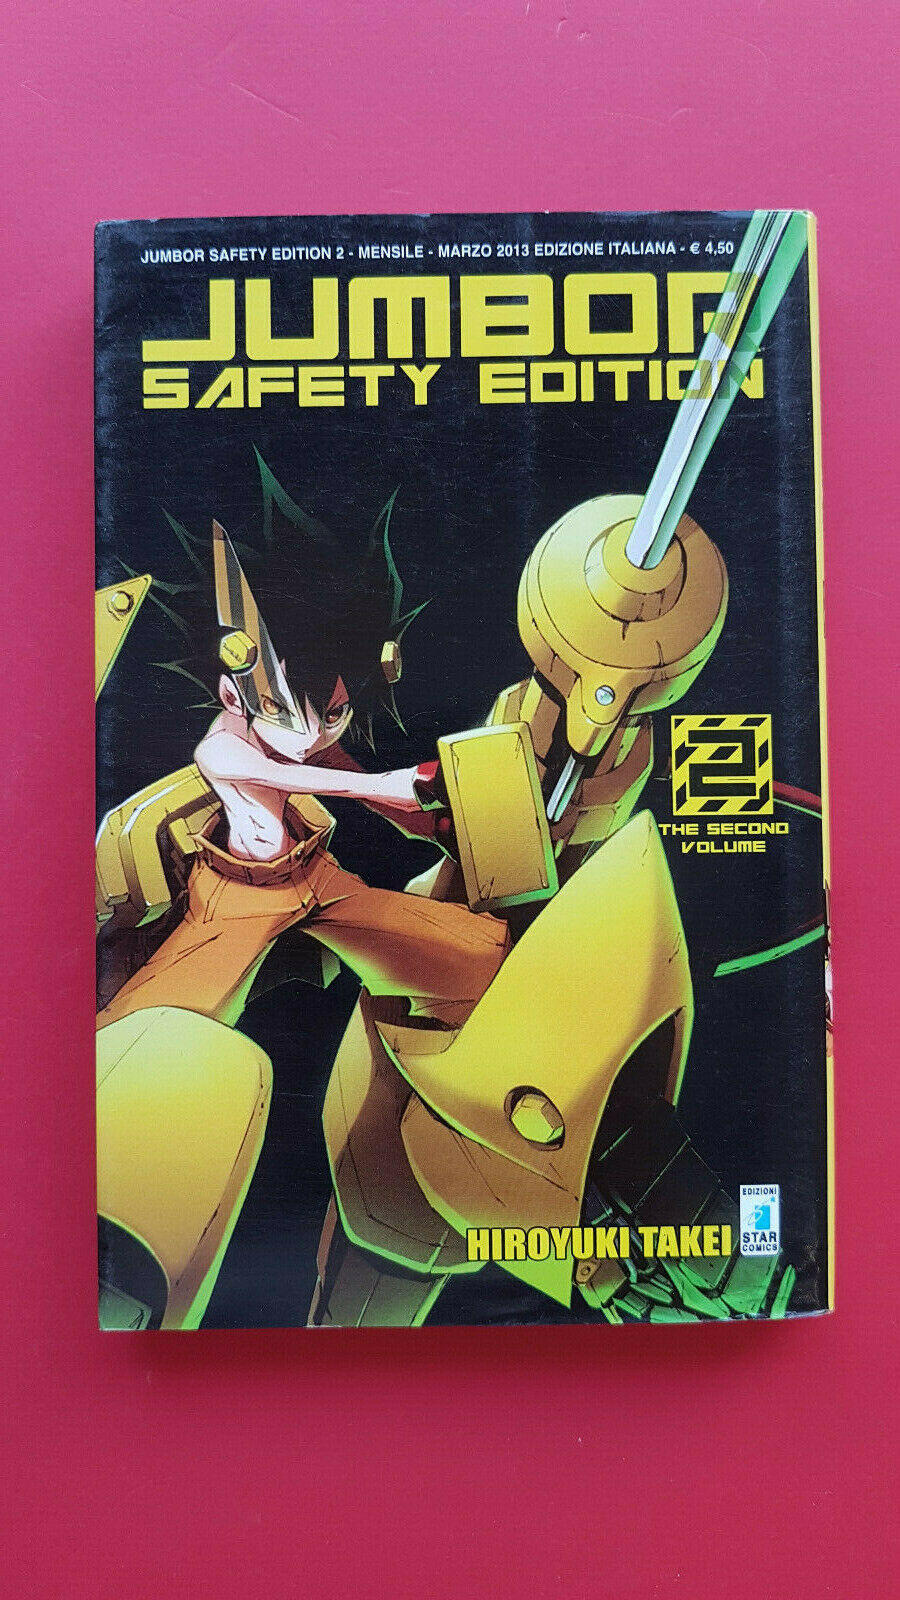 JUMBOR SAFETY EDITION 2 - MENSILE - MARZO 2013 EDIZIONE ITALIANA - € 4,50
JUMBOR
SAFETY EDITION
2
THE SECOND
VOLUME
HIROYUKI TAKEI
EDIZIONI
STAR
COMICS